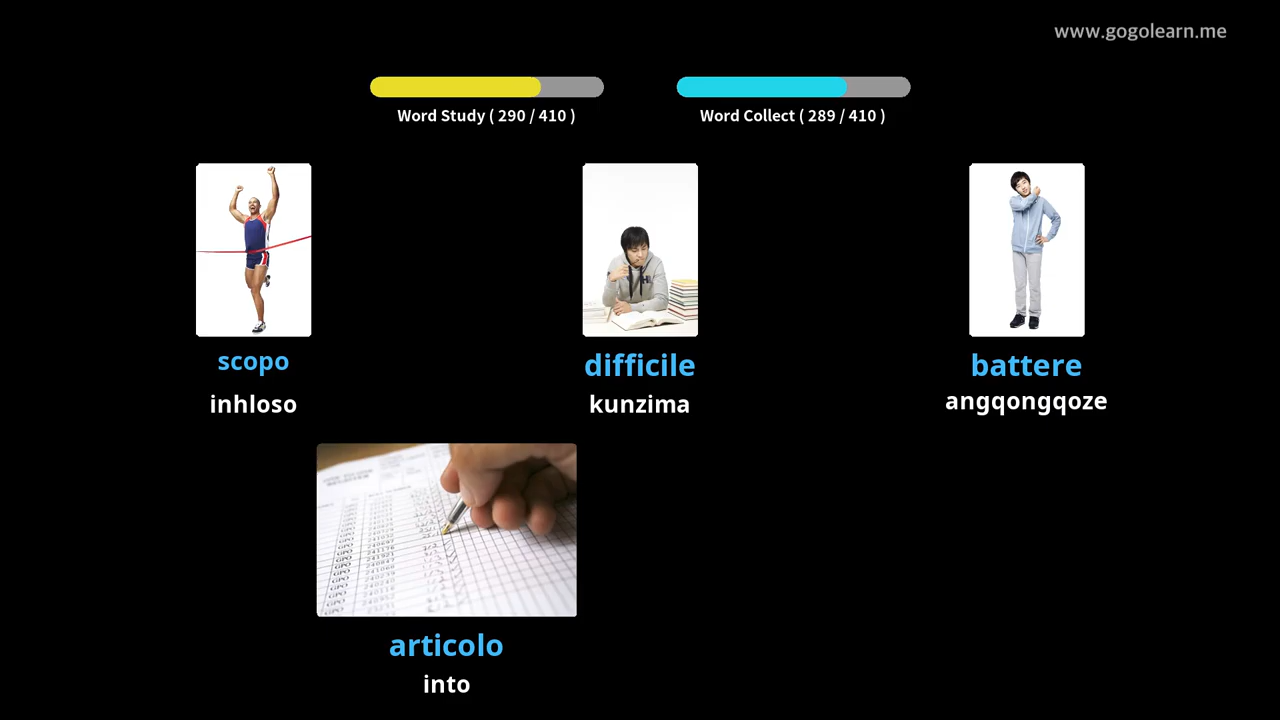 www.gogolearn.me
Word Study ( 290 / 410 )
Word Collect ( 289 / 410 )
scopo
difficile
battere
inhloso
kunzima
angqongqoze
articolo
into